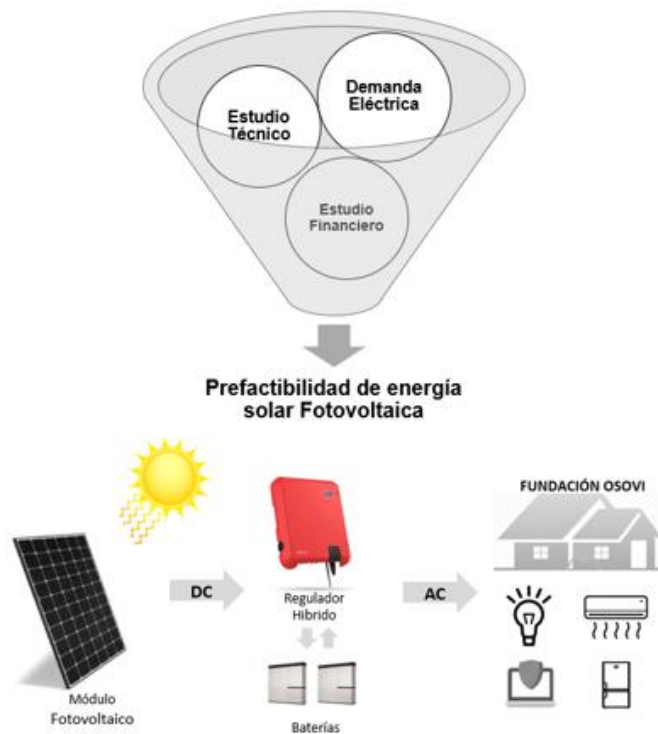 Demanda
Eléctrica
Estudio
Técnico
Estudio
Financiero
Prefactibilidad de energía
solar Fotovoltaica
FUNDACIÓN OSOVI
DC
AC
Regulador
Hibrido
Módulo
Fotovoltaico
Baterías